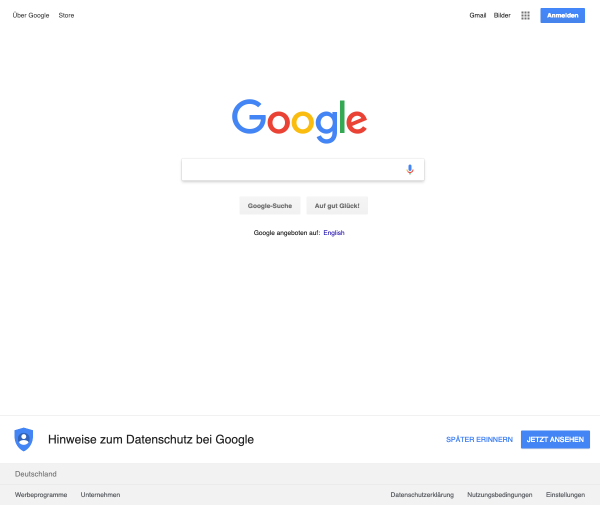 Über Google Store Gmail Bilder Anmelden
Google
Google-Suche Auf gut Glück!
Google angeboten auf: English
Hinweise zum Datenschutz bei Google SPÄTER ERINNERN JETZT ANSEHEN
Deutschland
Werbeprogramme Unternehmen Datenschutzerklärung Nutzungsbedingungen Einstellungen